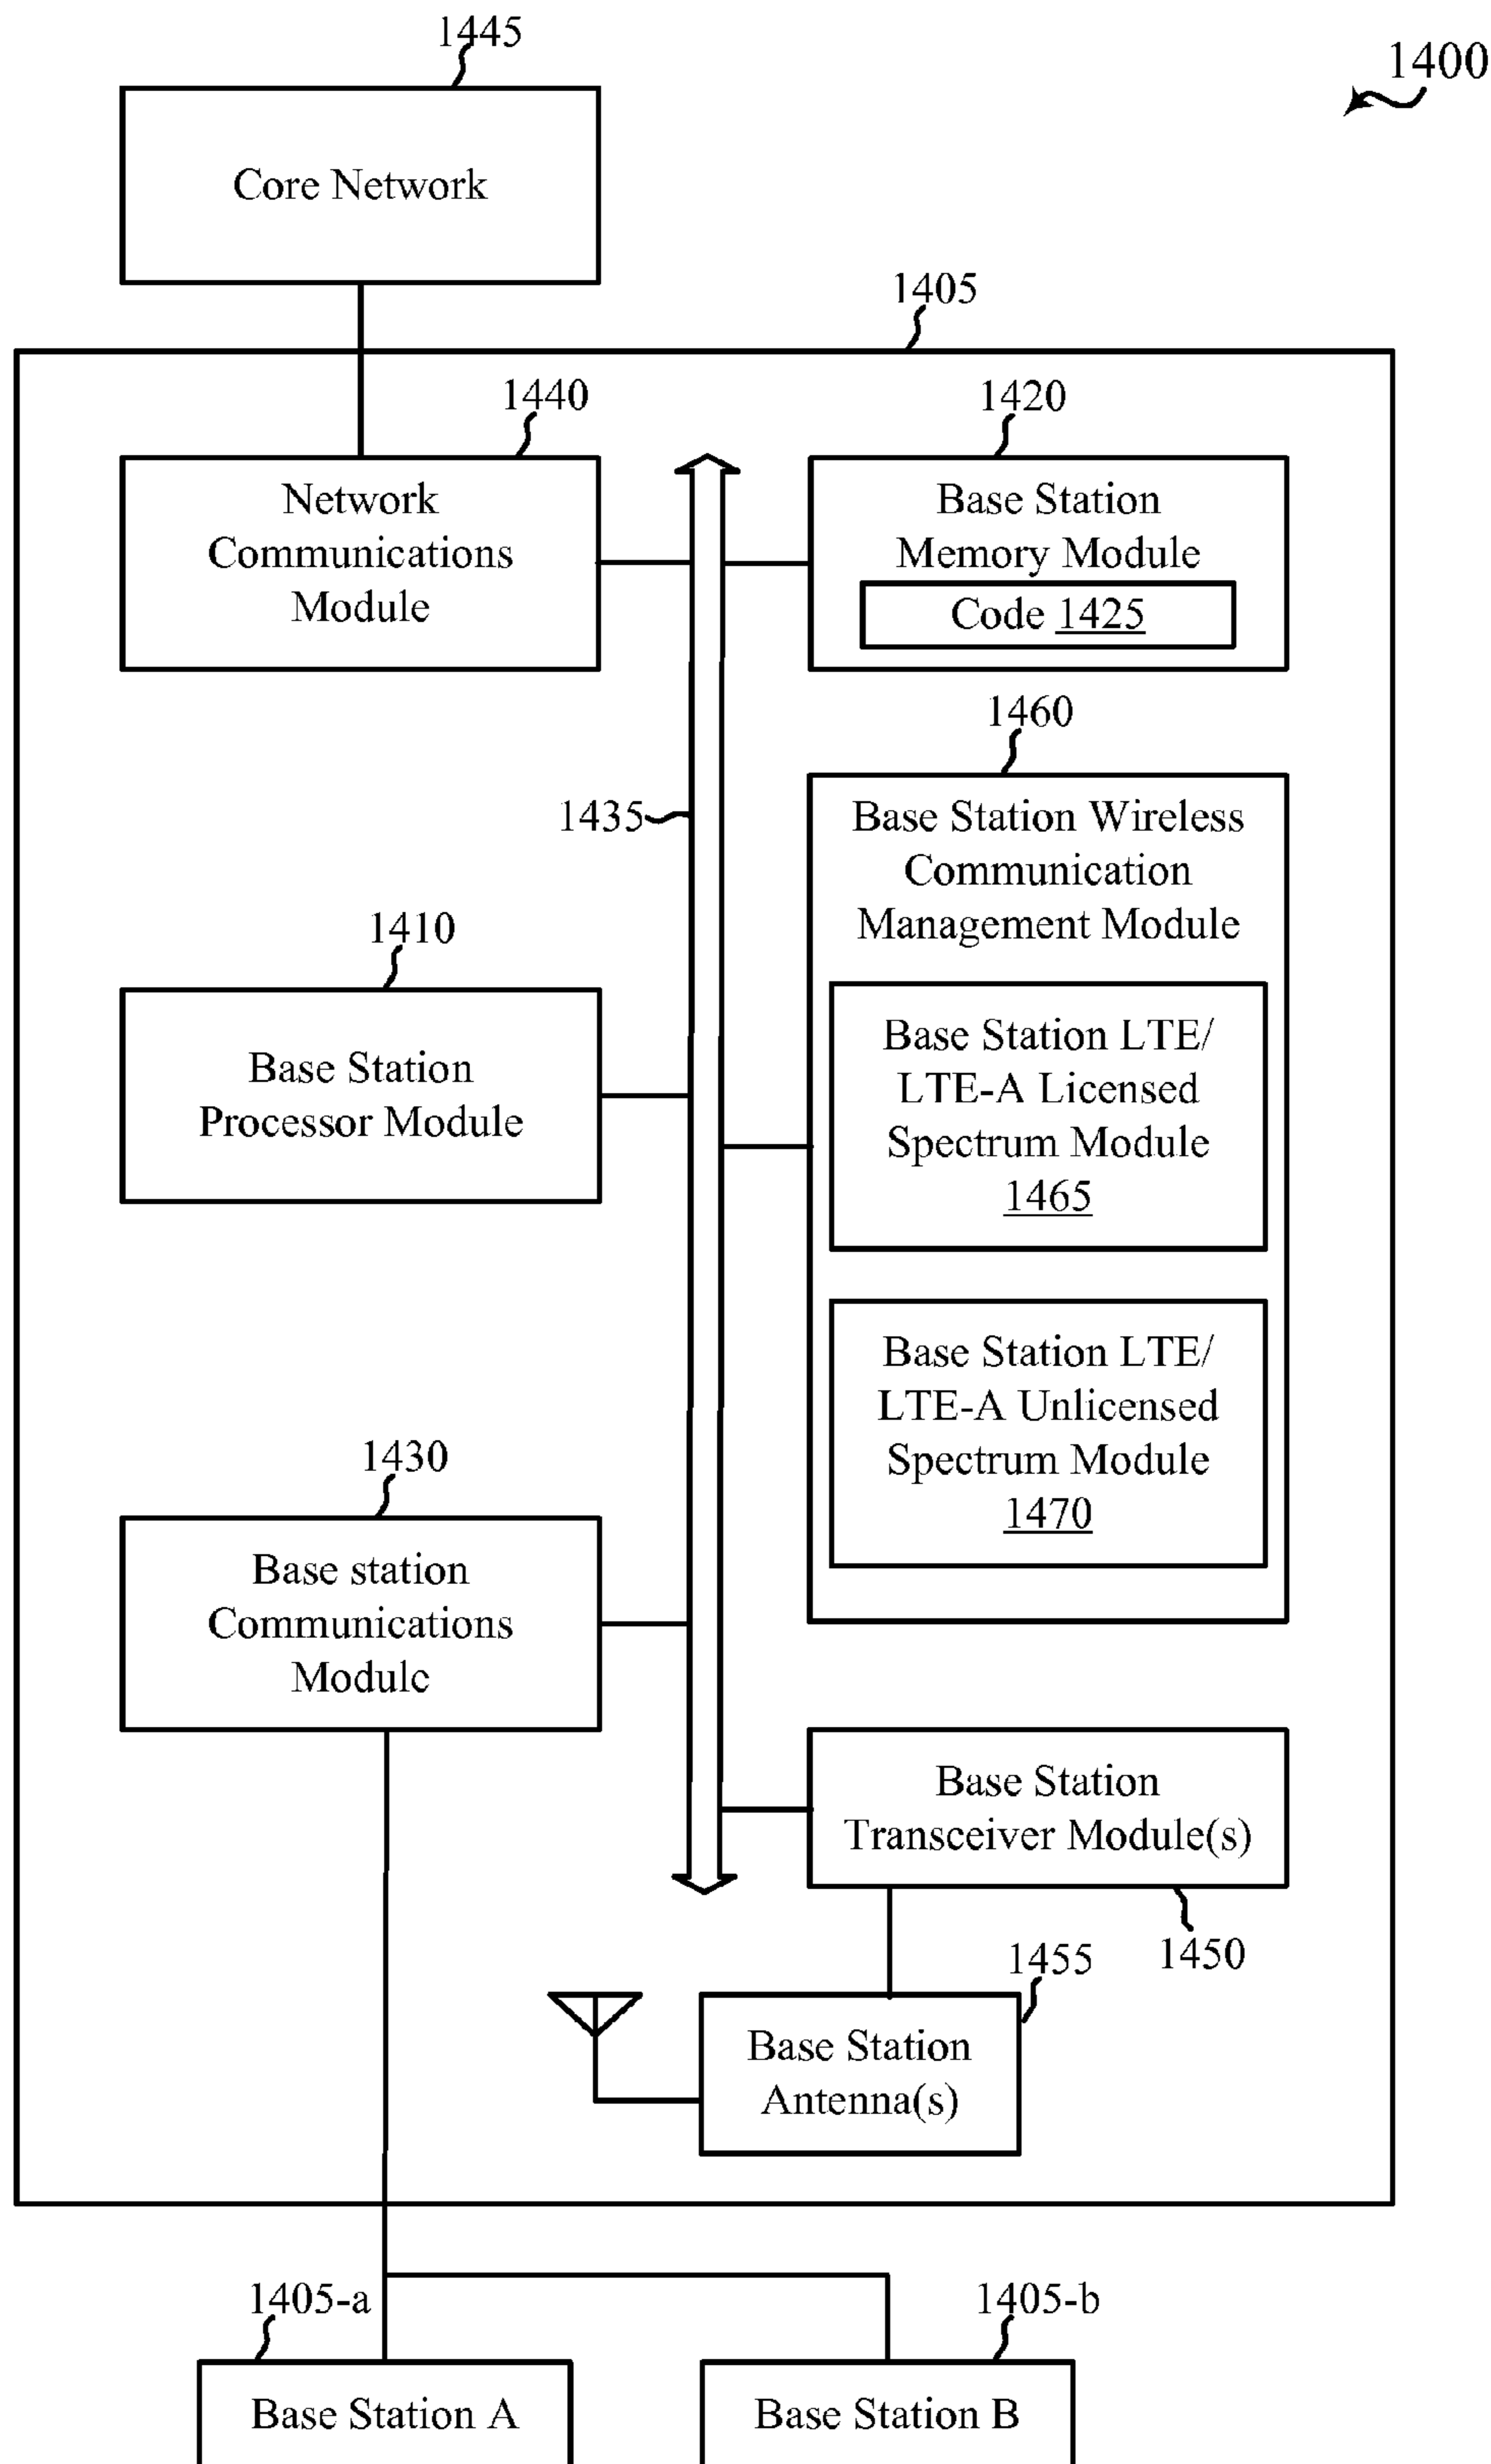 1445
1400
Core Network
1405
1440
1420
Network
Communications
Module
Base Station
Memory Module
Code 1425
1460
1435
Base Station Wireless
Communication
Management Module
1410
Base Station
Processor Module
Base Station LTE/
LTE-A Licensed
Spectrum Module
1465
Base Station LTE/
LTE-A Unlicensed
Spectrum Module
1470
1430
Base station
Communications
Module
Base Station
Transceiver Module(s)
1450
1455
Base Station
Antenna(s)
1405-a
1405-b
Base Station A
Base Station B